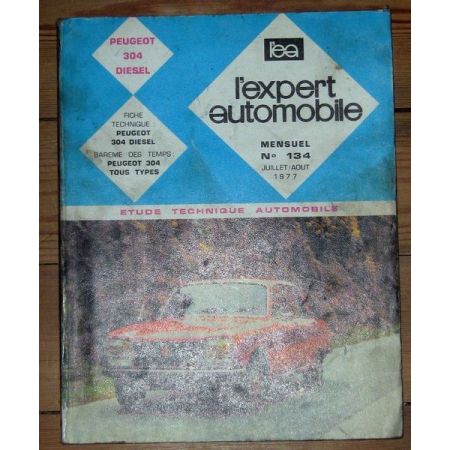 PEUGEOT
304
DIESEL
FICHE
TECHNIQUE :
PEUGEOT
304 DIESEL
BAREME DES TEMPS :
PEUGEOT 304
TOUS TYPES
lea
l'expert
automobile
MENSUEL
N° 134
JUILLET/AOUT
1977
ETUDE TECHNIQUE AUTOMOBILE